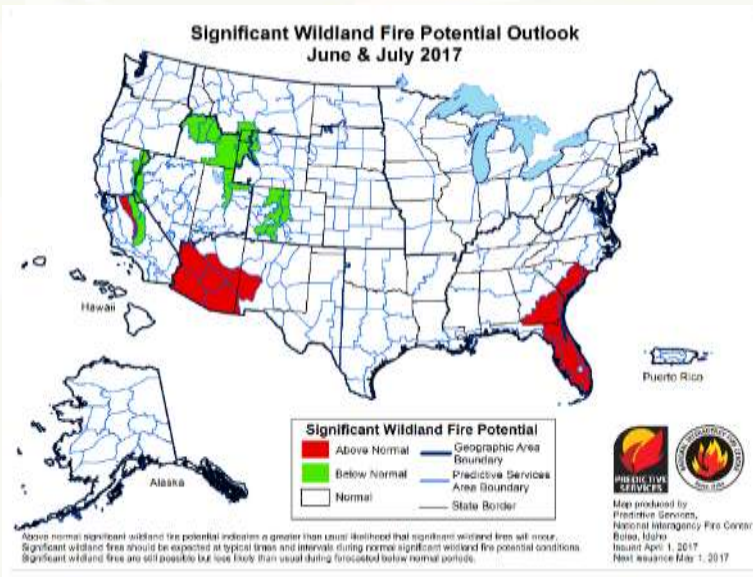 Significant Wildland Fire Potential Outlook
June & July 2017
Hawaii
Puerto Rico
Alaska
Significant Wildland Fire Potential
Above Normal
Below Normal
Normal
Geographic Area
Boundary
Predictive Services
Area Boundary
State Border
PREDICTIVE
SERVICES
NATIONAL INTERAGENCY FIRE CENTER
Map produced by
Predictive Services,
National Interagency Fire Center
Boise, Idaho
Issued April 1, 2017
Next issuance May 1, 2017
Above normal significant wildland fire potential indicates a greater than usual likelihood that significant wildland fires will occur.
Significant wildland fires should be expected at typical times and intervals during normal significant wildland fire potential conditions.
Significant wildland fires are still possible but less likely than usual during forecasted below normal periods.